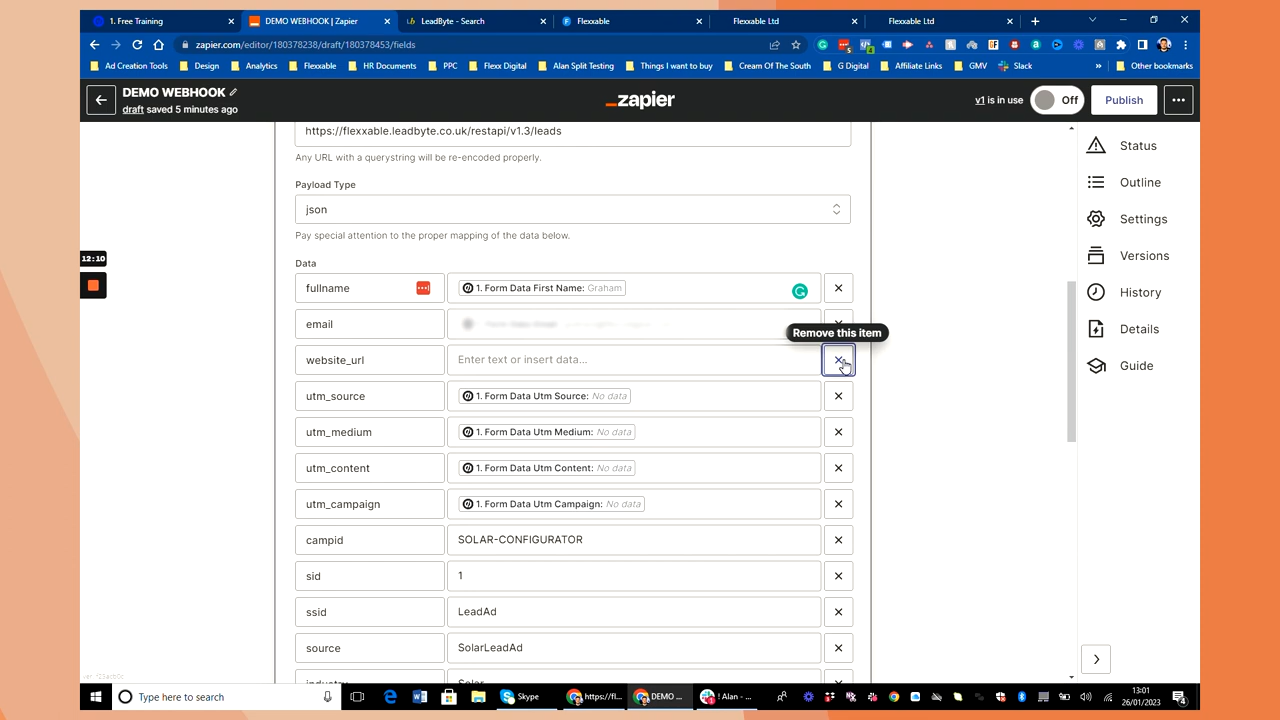 1. Free Training
DEMO WEBHOOK | Zapier
LeadByte - Search
Flexxable
Flexxable Ltd
Flexxable Ltd
zapier.com/editor/180378238/draft/180378453/fields
Ad Creation Tools
Design
Analytics
Flexxable
HR Documents
PPC
Flexx Digital
Alan Split Testing
Things I want to buy
Cream Of The South
G Digital
Affiliate Links
GMV
Slack
Other bookmarks
DEMO WEBHOOK
draft saved 5 minutes ago
_zapier
v1 is in use
Off
Publish
https://flexxable.leadbyte.co.uk/restapi/v1.3/leads
Any URL with a querystring will be re-encoded properly.
Payload Type
json
Pay special attention to the proper mapping of the data below.
Data
fullname
1. Form Data First Name: Graham
email
Remove this item
website_url
Enter text or insert data...
utm_source
1. Form Data Utm Source: No data
utm_medium
1. Form Data Utm Medium: No data
utm_content
1. Form Data Utm Content: No data
utm_campaign
1. Form Data Utm Campaign: No data
campid
SOLAR-CONFIGURATOR
sid
1
ssid
LeadAd
source
SolarLeadAd
industry
Solar
Status
Outline
Settings
Versions
History
Details
Guide
12:10
Type here to search
Skype
https://fl...
DEMO ...
! Alan - ...
13:01
26/01/2023
4